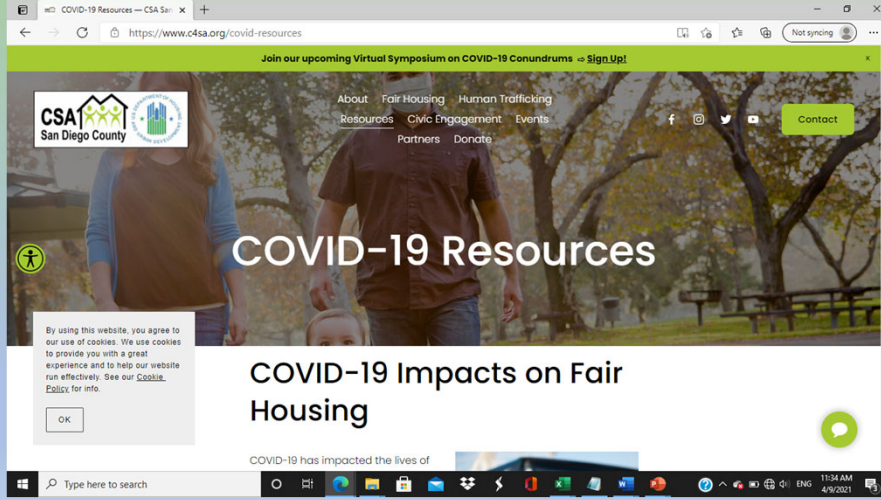 COVID-19 Resources — CSA San
https://www.c4sa.org/covid-resources
Not syncing
Join our upcoming Virtual Symposium on COVID-19 Conundrums ⇨ Sign Up!
x
CSA
San Diego County
About Fair Housing Human Trafficking
Resources Civic Engagement Events
Partners Donate
Contact
COVID-19 Resources
By using this website, you agree to
our use of cookies. We use cookies
to provide you with a great
experience and to help our website
run effectively. See our Cookie
Policy for info.
OK
COVID-19 Impacts on Fair
Housing
COVID-19 has impacted the lives of
Type here to search
ENG
11:34 AM
4/9/2021